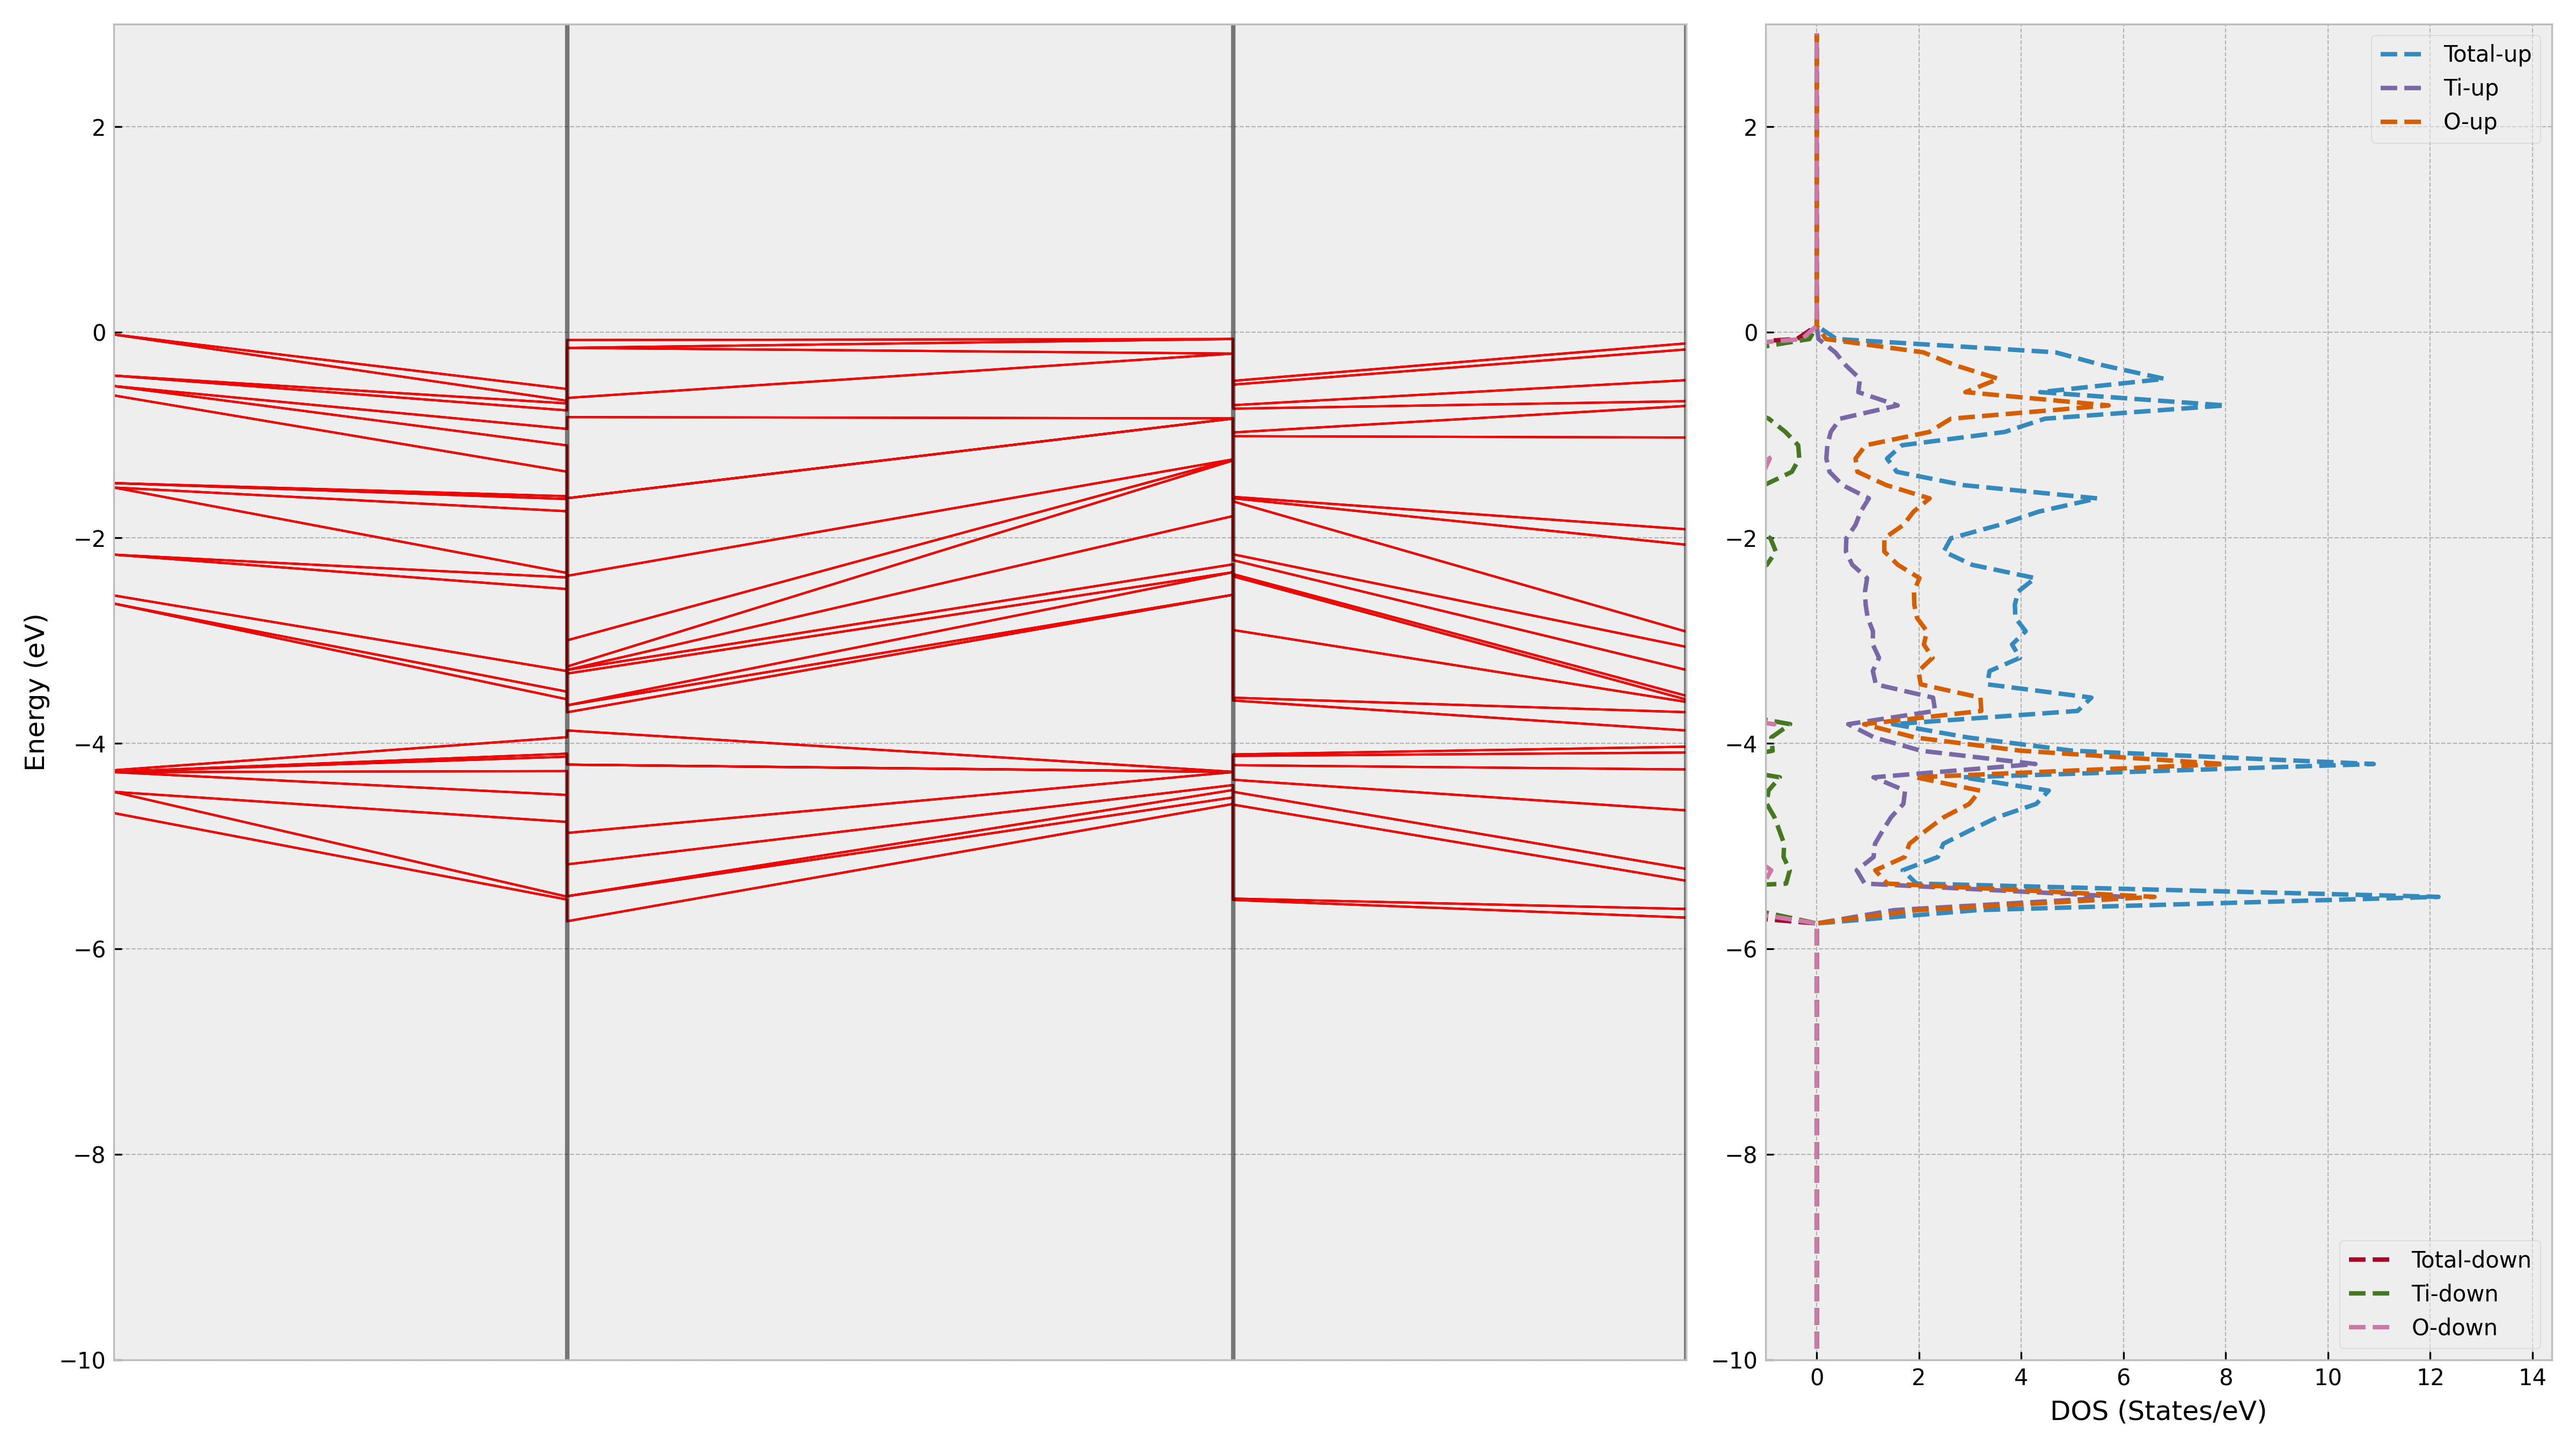 Energy (eV)
2
0
−2
−4
−6
−8
−10
2
0
−2
−4
−6
−8
−10
Total-up
Ti-up
O-up
Total-down
Ti-down
O-down
0 2 4 6 8 10 12 14
DOS (States/eV)